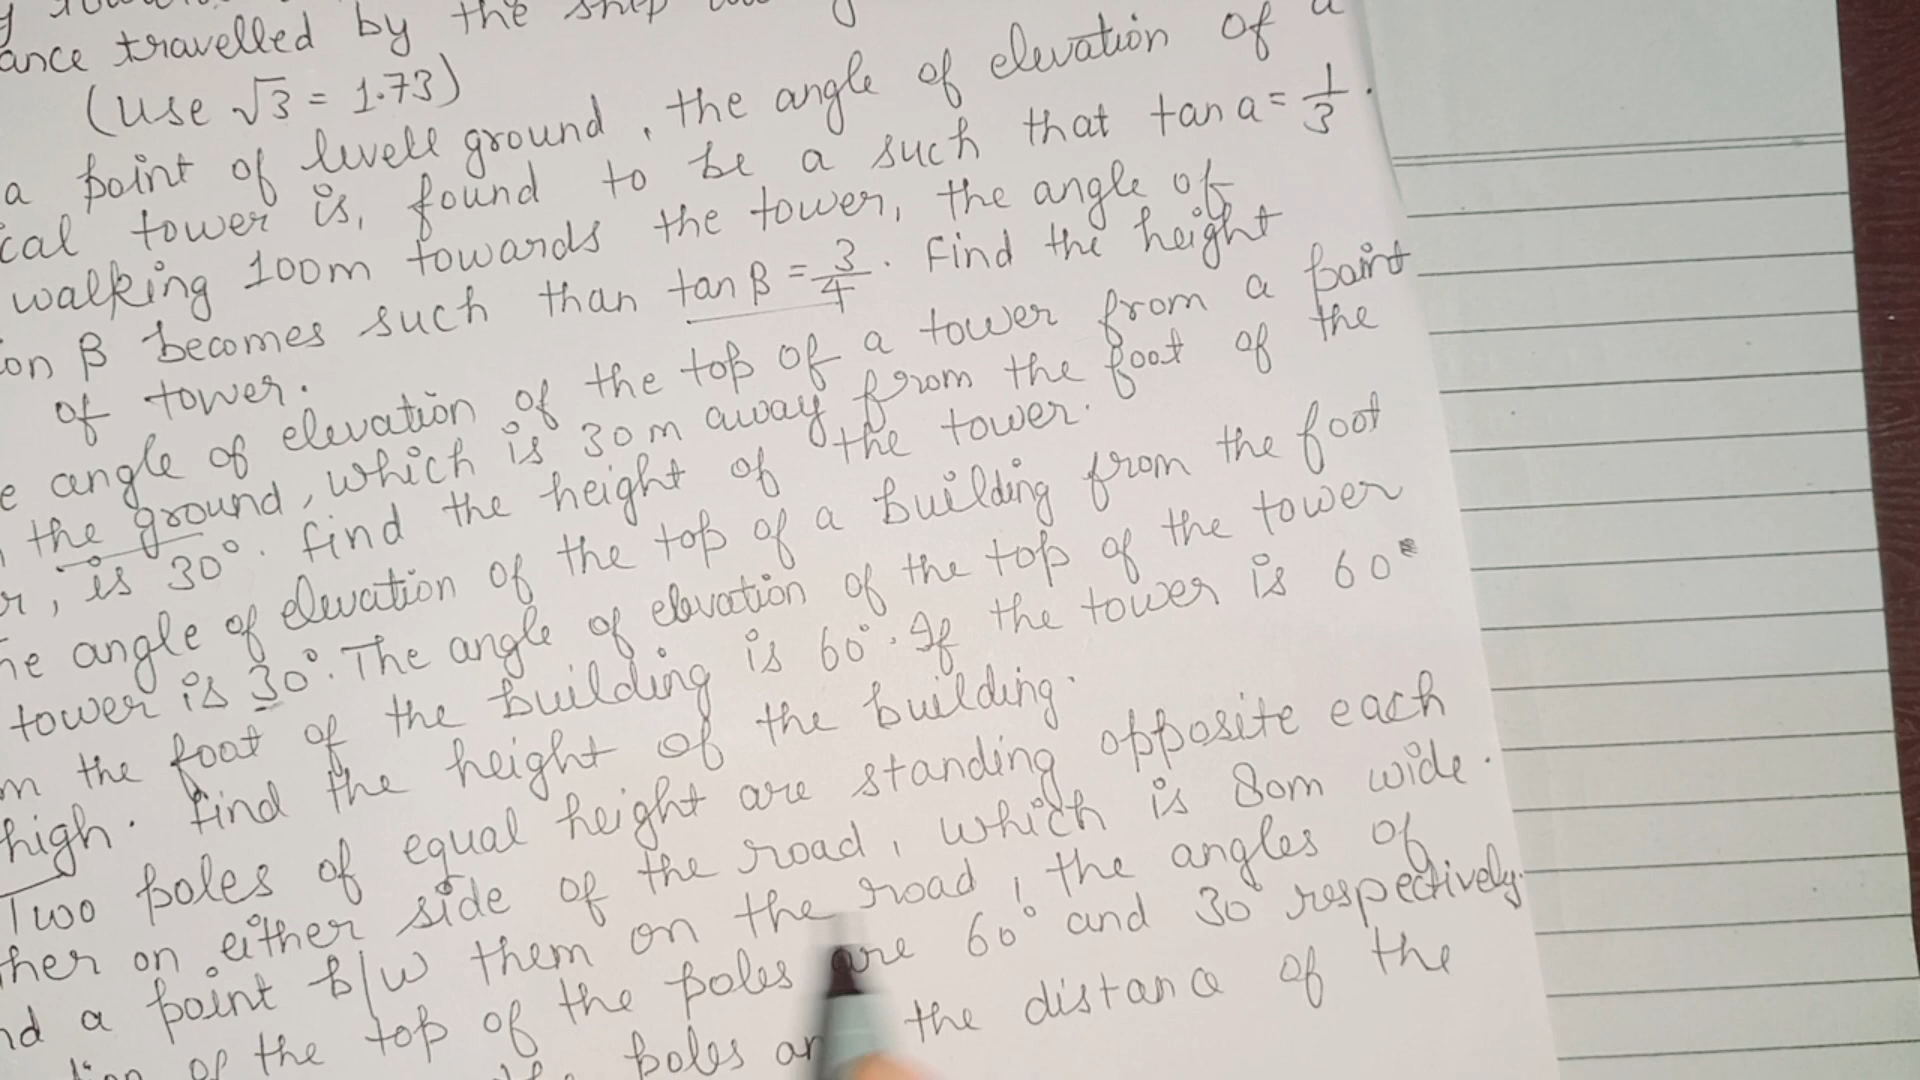 ance travelled by the ship
(use √3 = 1.73)
a point of levell ground, the angle of elevation of a
cal tower is, found to be a such that tan a = 1/3.
walking 100m towards the tower, the angle of
on β becomes such than tan β = 3/4. Find the height
of tower.
e angle of elevation of the top of a tower from a point
the ground, which is 30m away from the foot of the
r, is 30°. find the height of the tower.
he angle of elevation of the top of a building from the foot
tower is 30°. The angle of elevation of the top of the tower
m the foot of the building is 60°. If the tower is 60
high. find the height of the building.
Two poles of equal height are standing opposite each
her on either side of the road, which is 80m wide.
nd a point b/w them on the road, the angles of
of the top of the poles are 60° and 30° respectively.
poles an the distance of the